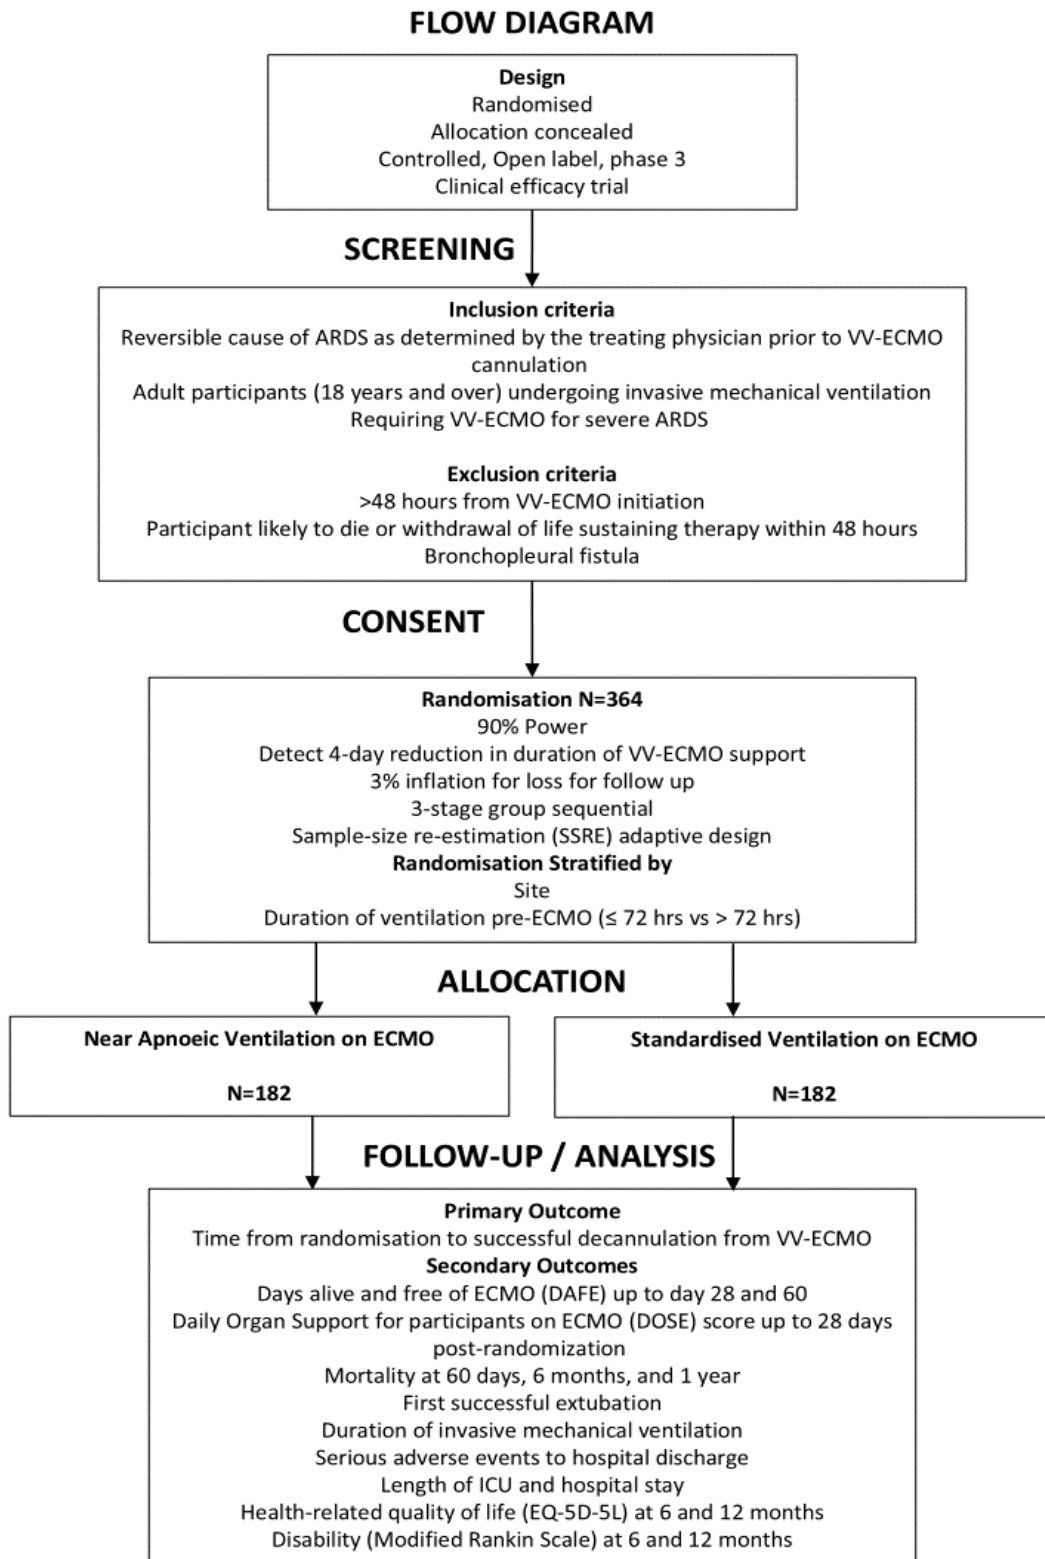 FLOW DIAGRAM
Design
Randomised
Allocation concealed
Controlled, Open label, phase 3
Clinical efficacy trial
SCREENING
Inclusion criteria
Reversible cause of ARDS as determined by the treating physician prior to VV-ECMO
cannulation
Adult participants (18 years and over) undergoing invasive mechanical ventilation
Requiring VV-ECMO for severe ARDS
Exclusion criteria
>48 hours from VV-ECMO initiation
Participant likely to die or withdrawal of life sustaining therapy within 48 hours
Bronchopleural fistula
CONSENT
Randomisation N=364
90% Power
Detect 4-day reduction in duration of VV-ECMO support
3% inflation for loss for follow up
3-stage group sequential
Sample-size re-estimation (SSRE) adaptive design
Randomisation Stratified by
Site
Duration of ventilation pre-ECMO (≤ 72 hrs vs > 72 hrs)
ALLOCATION
Near Apnoeic Ventilation on ECMO
N=182
Standardised Ventilation on ECMO
N=182
FOLLOW-UP / ANALYSIS
Primary Outcome
Time from randomisation to successful decannulation from VV-ECMO
Secondary Outcomes
Days alive and free of ECMO (DAFE) up to day 28 and 60
Daily Organ Support for participants on ECMO (DOSE) score up to 28 days
post-randomization
Mortality at 60 days, 6 months, and 1 year
First successful extubation
Duration of invasive mechanical ventilation
Serious adverse events to hospital discharge
Length of ICU and hospital stay
Health-related quality of life (EQ-5D-5L) at 6 and 12 months
Disability (Modified Rankin Scale) at 6 and 12 months